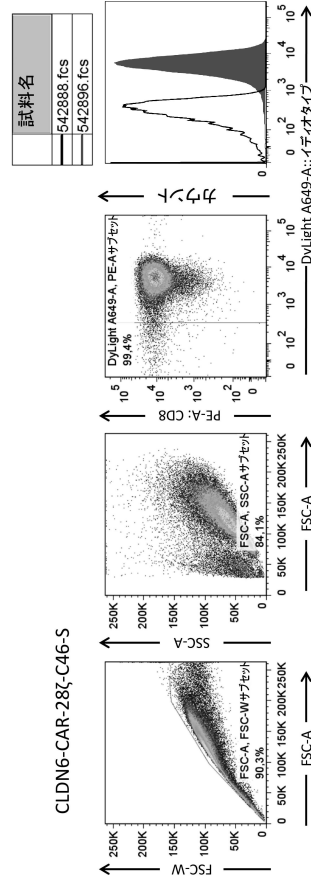 CLDN6-CAR-28ζ-C46-S
試料名
542888.fcs
542896.fcs
250K
200K
150K
100K
50K
0
FSC-W
FSC-A, FSC-Wサブセット
90,3%
0 50K 100K 150K 200K250K
FSC-A
250K
200K
150K
100K
50K
0
SSC-A
FSC-A, SSC-Aサブセット
84,1%
0 50K 100K 150K 200K250K
FSC-A
10 5
10 4
10 3
10 2
0
PE-A: CD8
DyLight A649-A, PE-Aサブセット
99,4%
0 10 2 10 3 10 4 10 5
カウント
0
0 10 2 10 3 10 4 10 5
DyLight A649-A::イディオタイプ